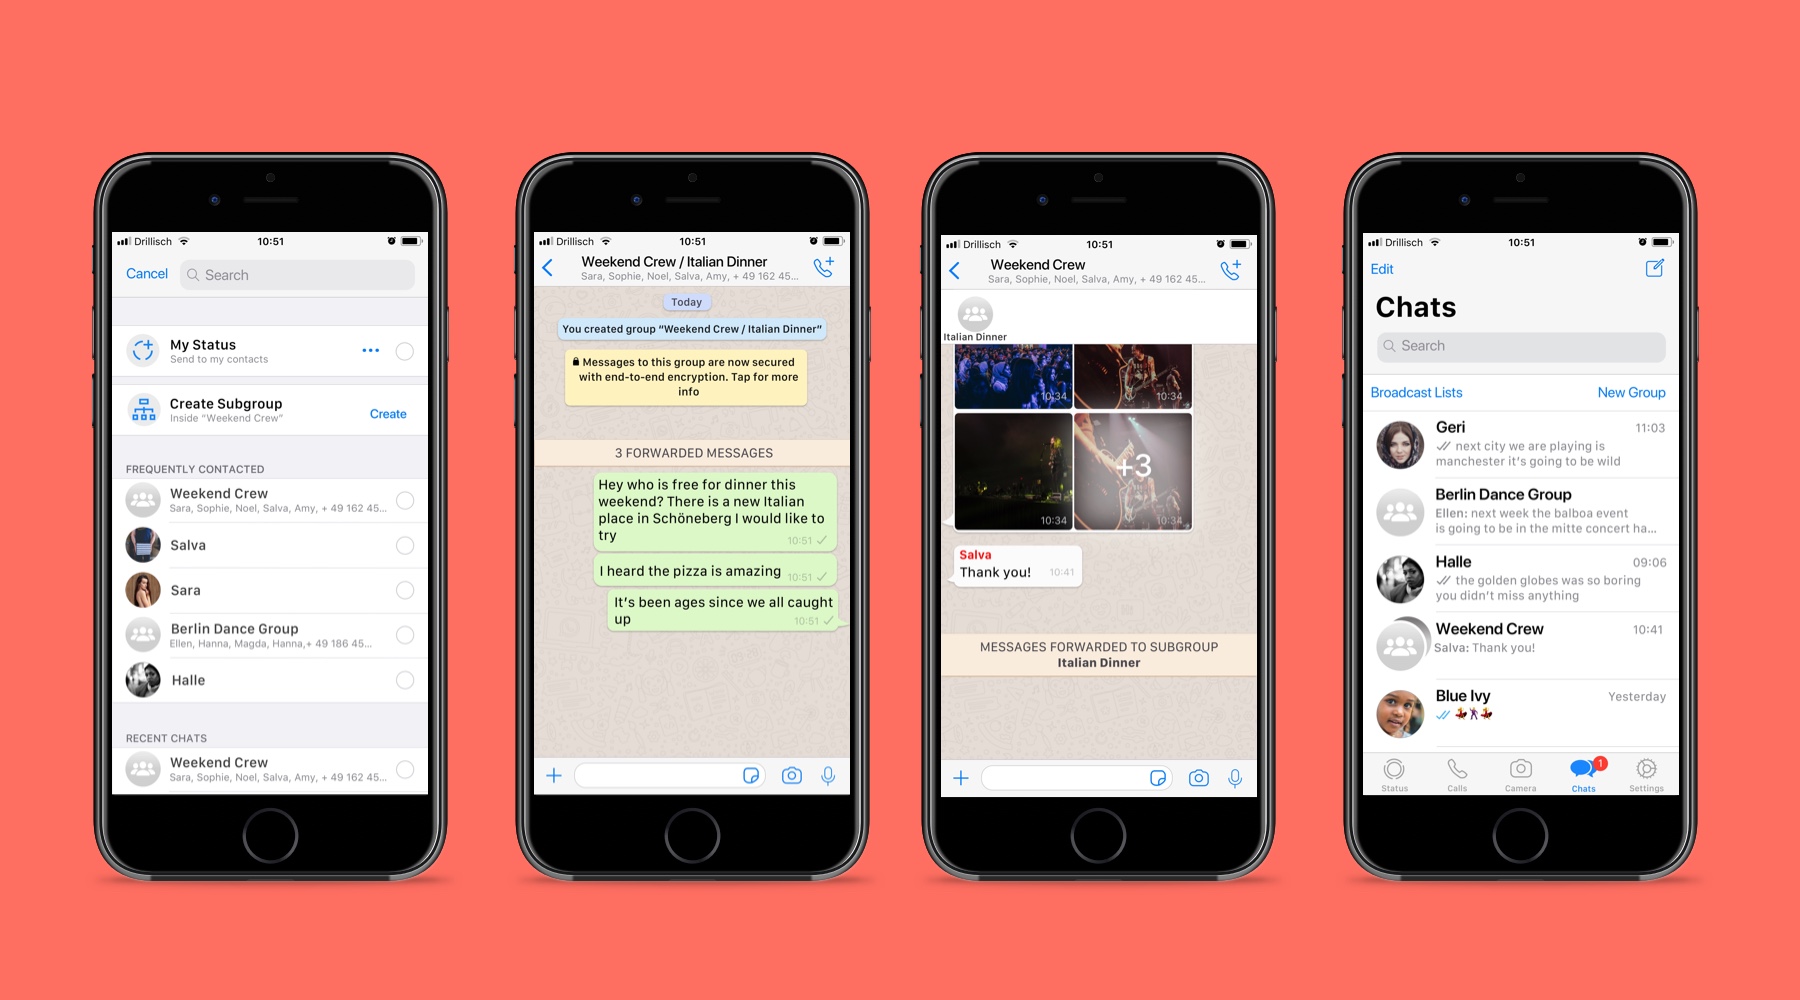 Drillisch
10:51
Cancel
Search
My Status
Send to my contacts
Create Subgroup
Inside “Weekend Crew”
Create
FREQUENTLY CONTACTED
Weekend Crew
Sara, Sophie, Noel, Salva, Amy, + 49 162 45...
Salva
Sara
Berlin Dance Group
Ellen, Hanna, Magda, Hanna,+ 49 186 45...
Halle
RECENT CHATS
Weekend Crew
Sara, Sophie, Noel, Salva, Amy, + 49 162 45...
Drillisch
10:51
Weekend Crew / Italian Dinner
Sara, Sophie, Noel, Salva, Amy, + 49 162 45...
Today
You created group “Weekend Crew / Italian Dinner”
Messages to this group are now secured
with end-to-end encryption. Tap for more
info
3 FORWARDED MESSAGES
Hey who is free for dinner this
weekend? There is a new Italian
place in Schöneberg I would like to
try
10:51
I heard the pizza is amazing
10:51
It’s been ages since we all caught
up
10:51
Drillisch
10:51
Weekend Crew
Sara, Sophie, Noel, Salva, Amy, + 49 162 45...
Italian Dinner
10:34
10:34
+3
10:34
10:34
Salva
Thank you!
10:41
MESSAGES FORWARDED TO SUBGROUP
Italian Dinner
Drillisch
10:51
Edit
Chats
Search
Broadcast Lists
New Group
Geri
11:03
next city we are playing is
manchester it’s going to be wild
Berlin Dance Group
Ellen: next week the balboa event
is going to be in the mitte concert ha...
Halle
09:06
the golden globes was so boring
you didn’t miss anything
Weekend Crew
10:41
Salva: Thank you!
Blue Ivy
Yesterday
1
Status
Calls
Camera
Chats
Settings